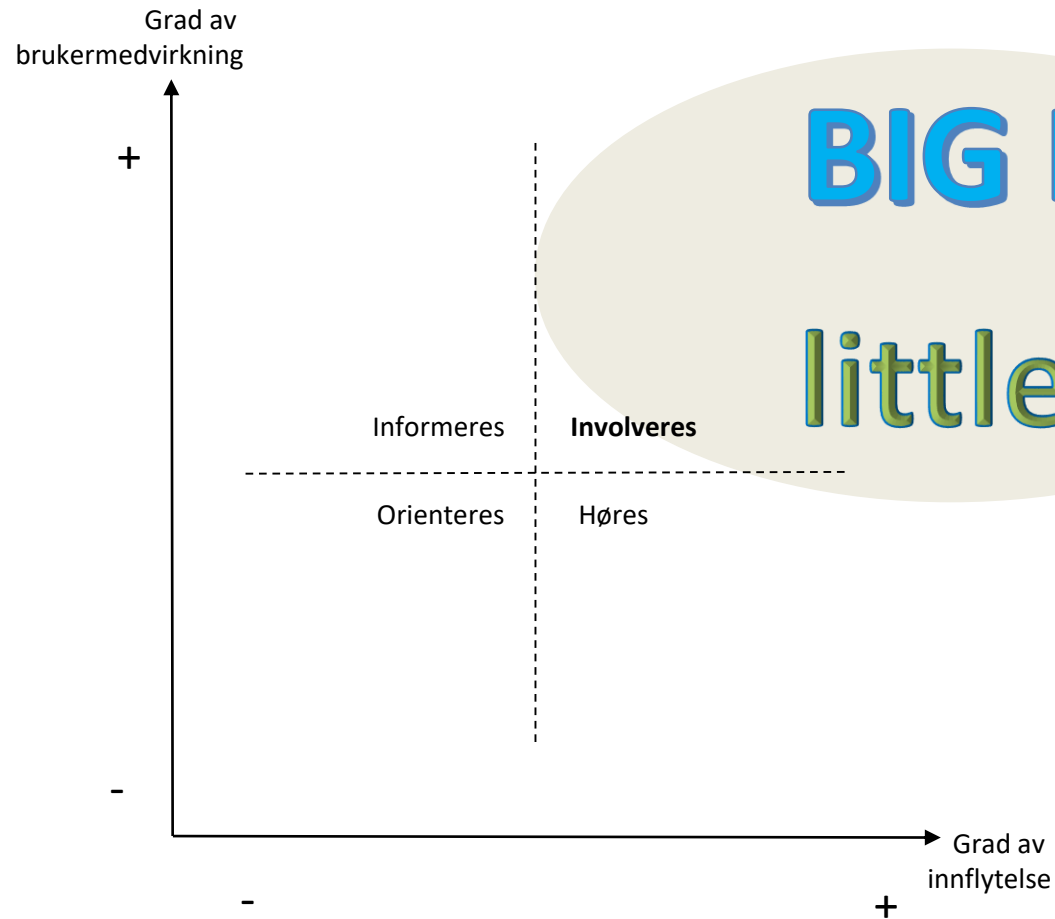 Grad av
brukermedvirkning
+
BIG
little
Informeres Involveres
Orienteres Høres
-
Grad av
innflytelse
- +